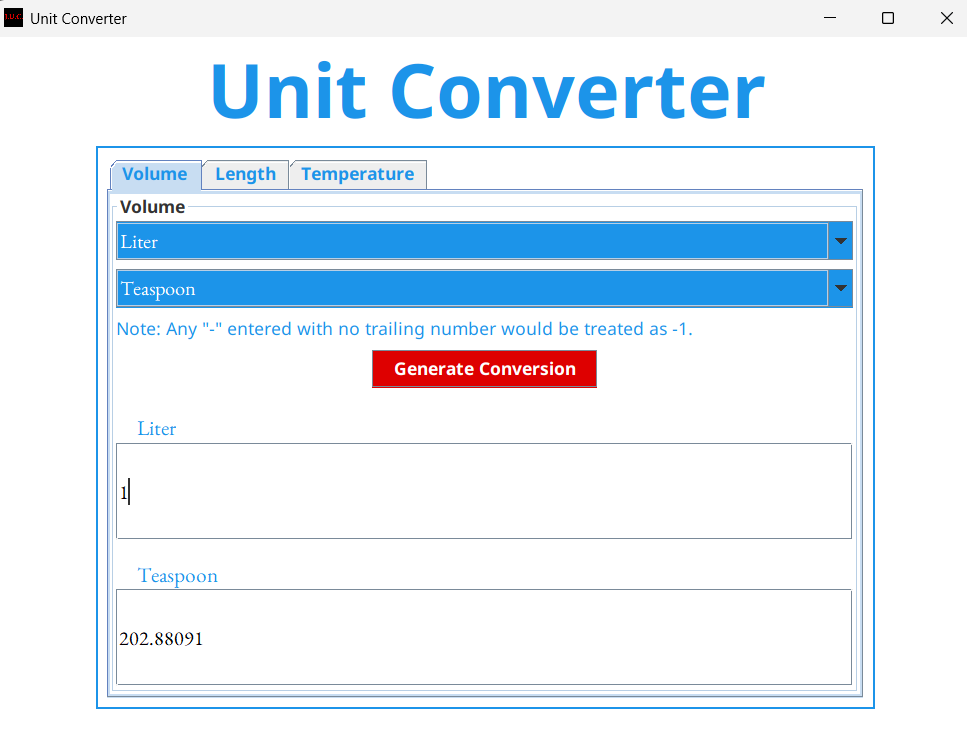 Unit Converter
Unit Converter
Volume Length Temperature
Volume
Liter
Teaspoon
Note: Any "-" entered with no trailing number would be treated as -1.
Generate Conversion
Liter
1
Teaspoon
202.88091